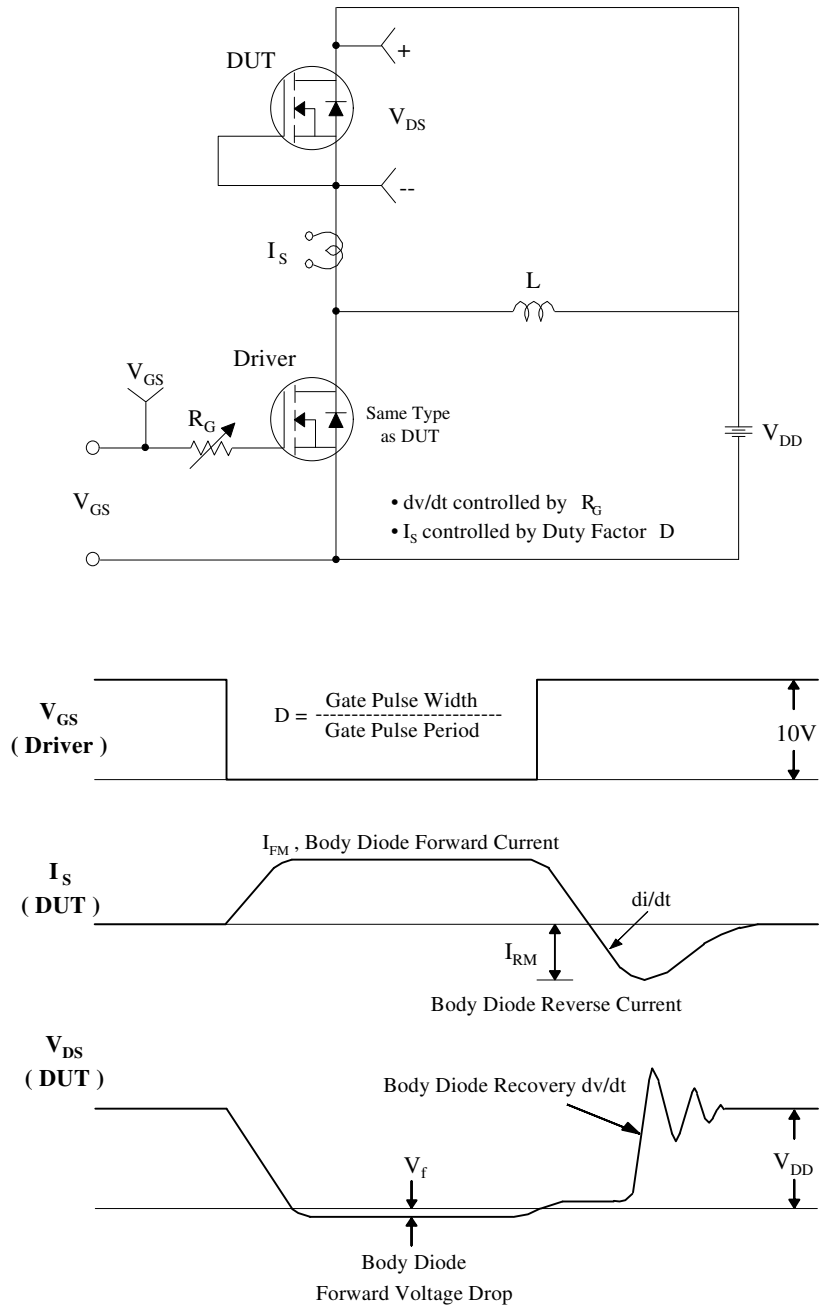 DUT
+
V_DS
--
I_S
L
Driver
V_GS
R_G
Same Type
as DUT
V_DD
V_GS
• dv/dt controlled by R_G
• I_S controlled by Duty Factor D
V_GS
( Driver )
D = Gate Pulse Width
--------------------------
Gate Pulse Period
10V
I_FM , Body Diode Forward Current
I_S
( DUT )
di/dt
I_RM
Body Diode Reverse Current
V_DS
( DUT )
Body Diode Recovery dv/dt
V_f
V_DD
Body Diode
Forward Voltage Drop